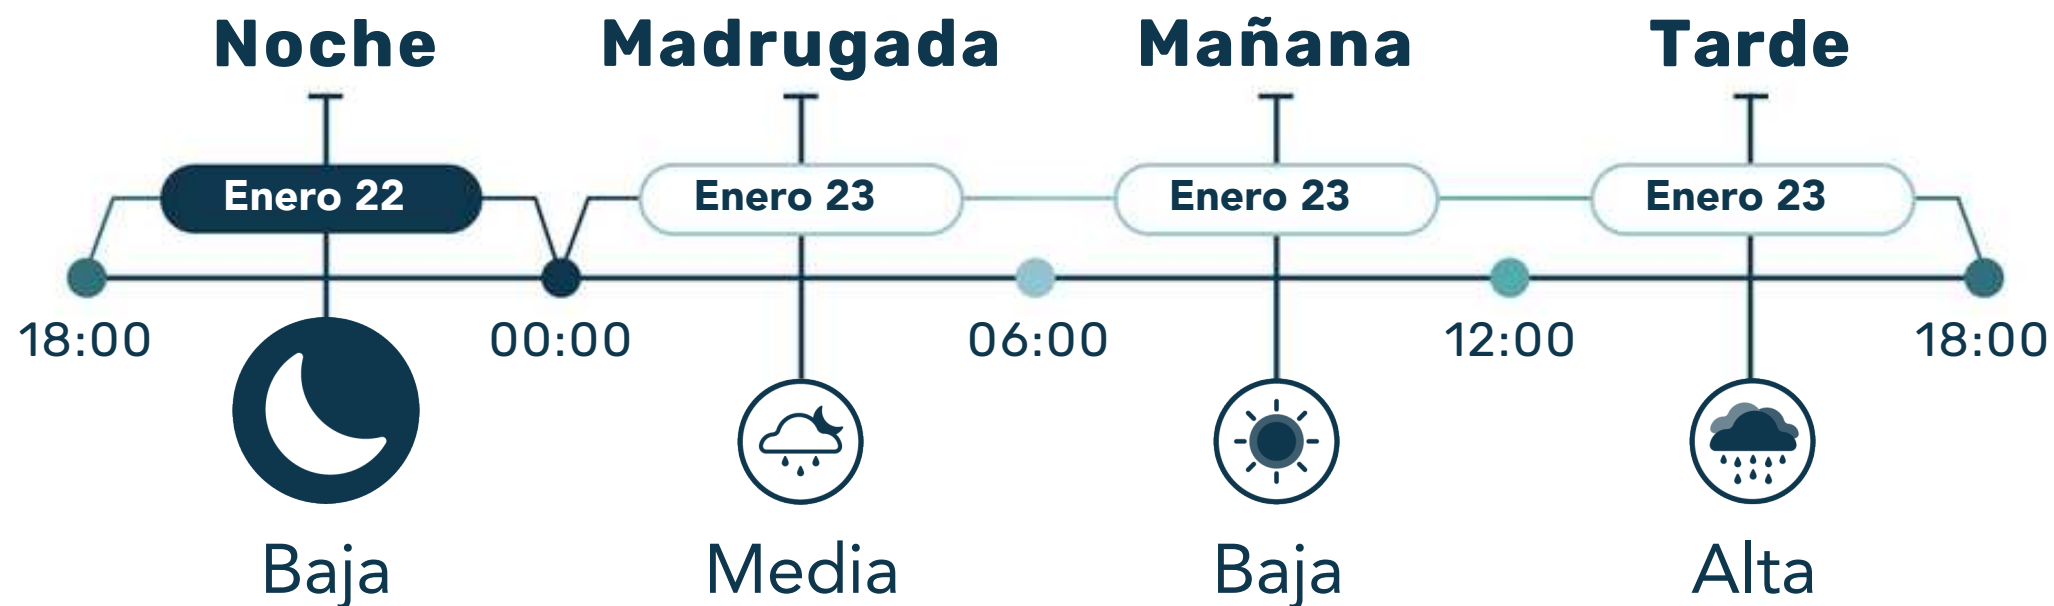 Noche Madrugada Mañana Tarde
Enero 22 Enero 23 Enero 23 Enero 23
18:00 00:00 06:00 12:00 18:00
Baja Media Baja Alta